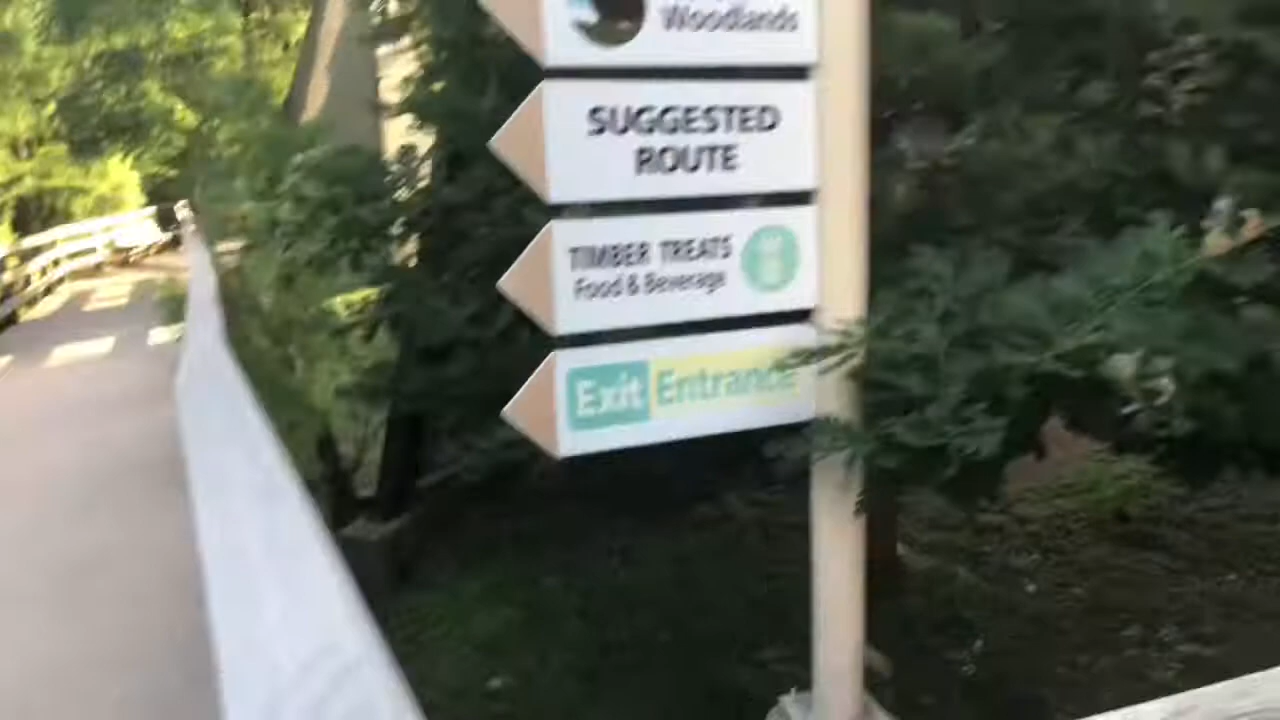 Woodlands
SUGGESTED
ROUTE
TIMBER TREATS
Food & Beverage
Exit Entrance